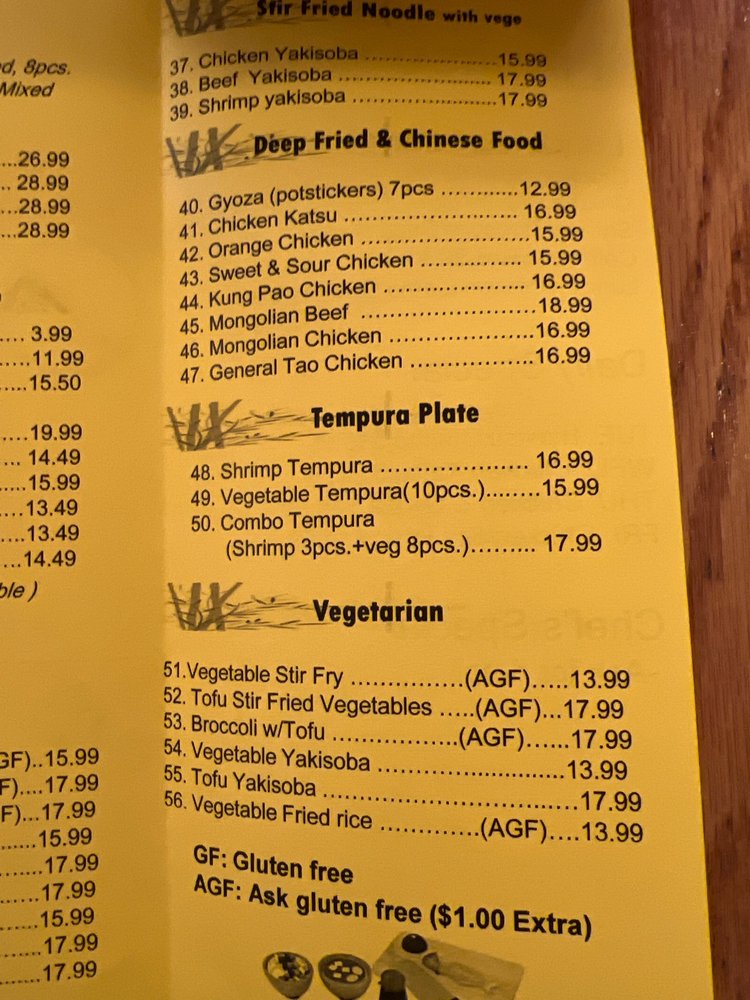 d, 8pcs.
Mixed
...26.99
.. 28.99
...28.99
...28.99
.... 3.99
.....11.99
.....15.50
....19.99
... 14.49
.....15.99
....13.49
....13.49
...14.49
ble )
GF)..15.99
F)....17.99
F)...17.99
......15.99
......17.99
......17.99
.....15.99
......17.99
......17.99
Stir Fried Noodle with vege
37. Chicken Yakisoba ........................15.99
38. Beef Yakisoba ........................... 17.99
39. Shrimp yakisoba ..........................17.99
Deep Fried & Chinese Food
40. Gyoza (potstickers) 7pcs ............12.99
41. Chicken Katsu ........................... 16.99
42. Orange Chicken ...........................15.99
43. Sweet & Sour Chicken ................ 15.99
44. Kung Pao Chicken ....................... 16.99
45. Mongolian Beef ............................18.99
46. Mongolian Chicken .......................16.99
47. General Tao Chicken ...................16.99
Tempura Plate
48. Shrimp Tempura ..................... 16.99
49. Vegetable Tempura(10pcs.)........15.99
50. Combo Tempura
(Shrimp 3pcs.+veg 8pcs.)......... 17.99
Vegetarian
51.Vegetable Stir Fry ...............(AGF).....13.99
52. Tofu Stir Fried Vegetables .....(AGF)...17.99
53. Broccoli w/Tofu .................(AGF)......17.99
54. Vegetable Yakisoba ..........................13.99
55. Tofu Yakisoba ...................................17.99
56. Vegetable Fried rice .............(AGF)....13.99
GF: Gluten free
AGF: Ask gluten free ($1.00 Extra)